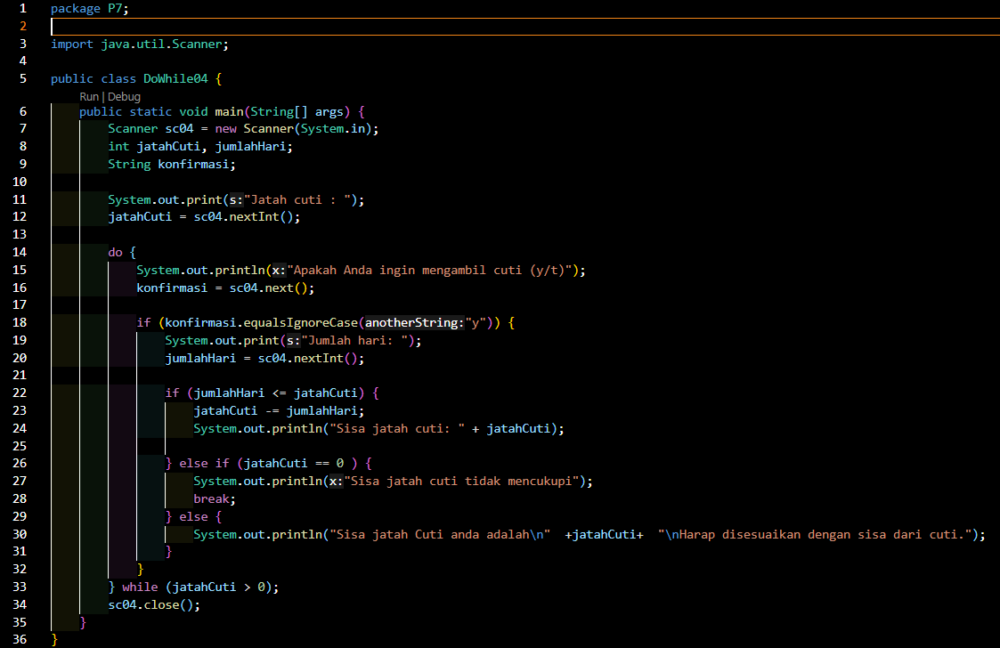 1 package P7;
2
3 import java.util.Scanner;
4
5 public class DoWhile04 {
Run | Debug
6 public static void main(String[] args) {
7 Scanner sc04 = new Scanner(System.in);
8 int jatahCuti, jumlahHari;
9 String konfirmasi;
10
11 System.out.print(s:"Jatah cuti : ");
12 jatahCuti = sc04.nextInt();
13
14 do {
15 System.out.println(x:"Apakah Anda ingin mengambil cuti (y/t)");
16 konfirmasi = sc04.next();
17
18 if (konfirmasi.equalsIgnoreCase(anotherString:"y")) {
19 System.out.print(s:"Jumlah hari: ");
20 jumlahHari = sc04.nextInt();
21
22 if (jumlahHari <= jatahCuti) {
23 jatahCuti -= jumlahHari;
24 System.out.println("Sisa jatah cuti: " + jatahCuti);
25
26 } else if (jatahCuti == 0 ) {
27 System.out.println(x:"Sisa jatah cuti tidak mencukupi");
28 break;
29 } else {
30 System.out.println("Sisa jatah Cuti anda adalah\n"  +jatahCuti+  "\nHarap disesuaikan dengan sisa dari cuti.");
31 }
32 }
33 } while (jatahCuti > 0);
34 sc04.close();
35 }
36 }